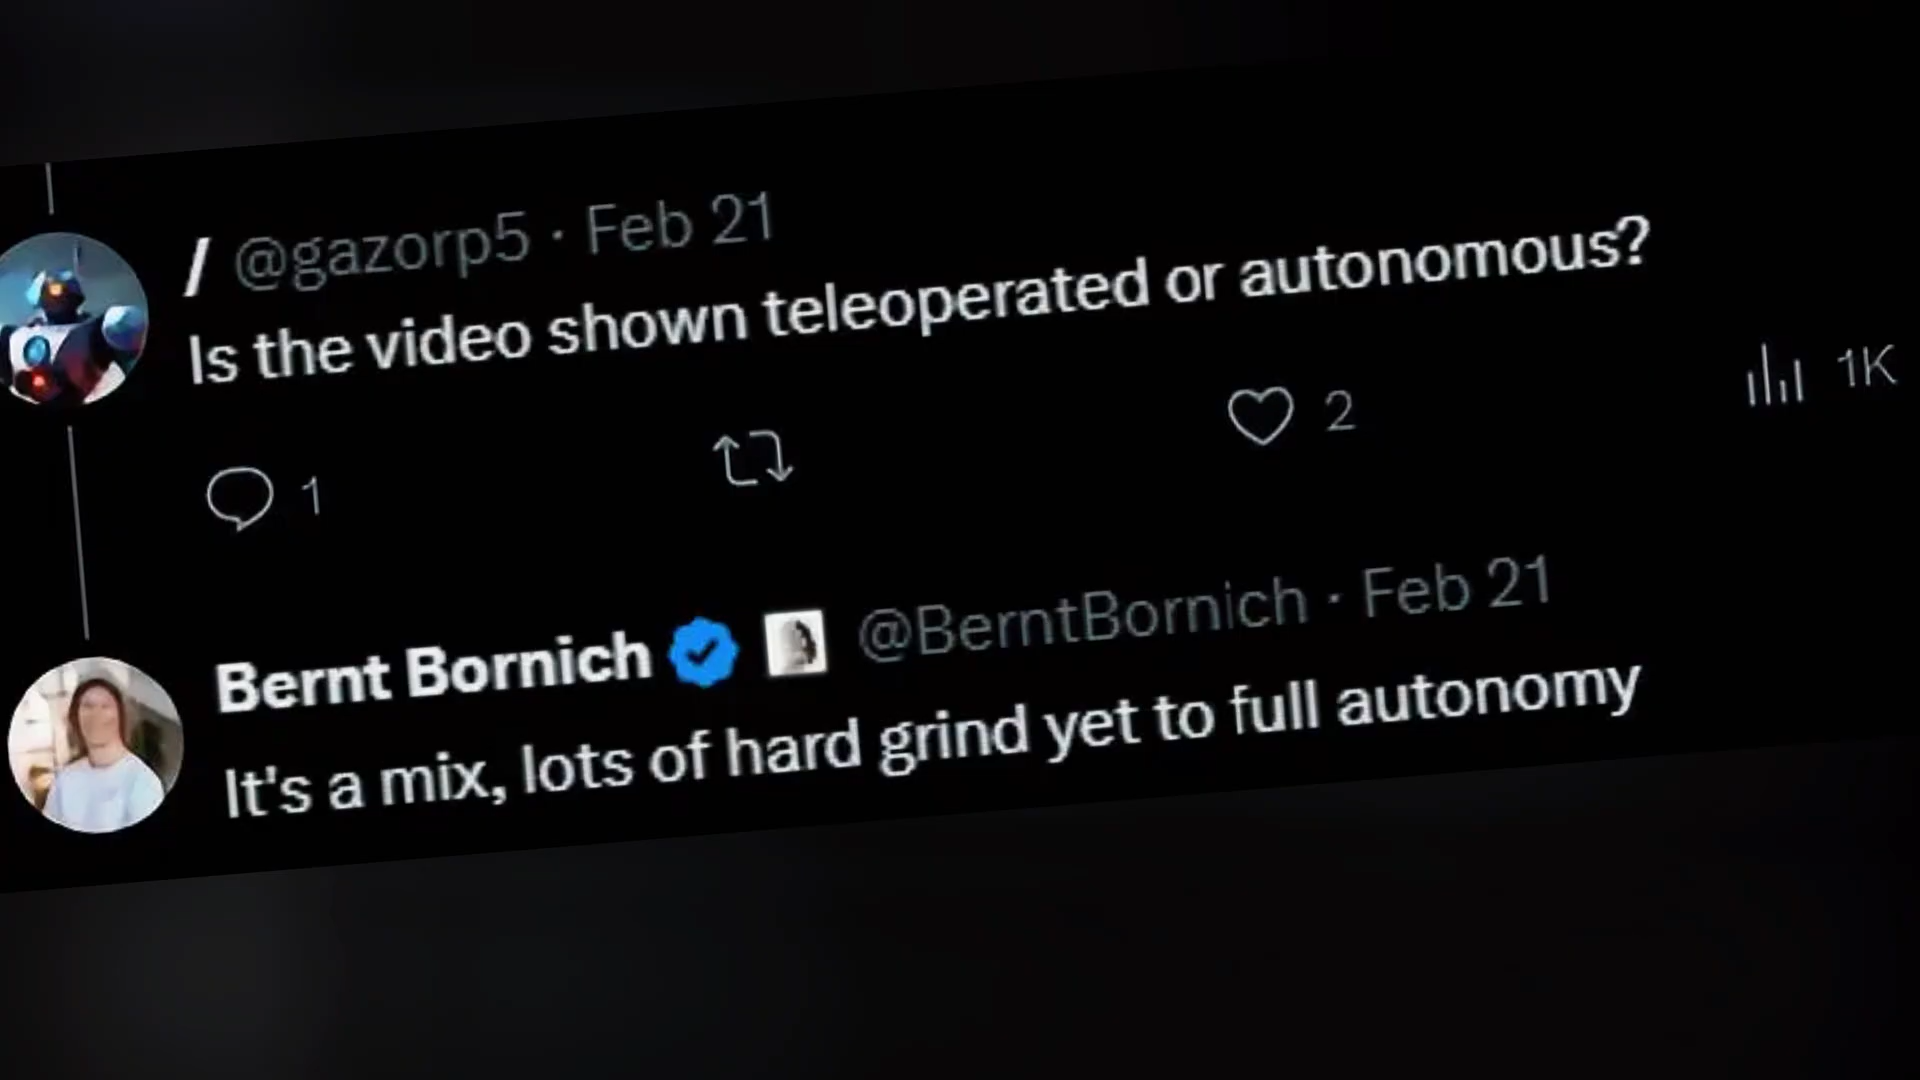 / @gazorp5 · Feb 21
Is the video shown teleoperated or autonomous?
1 2 1K
Bernt Bornich @BerntBornich · Feb 21
It's a mix, lots of hard grind yet to full autonomy